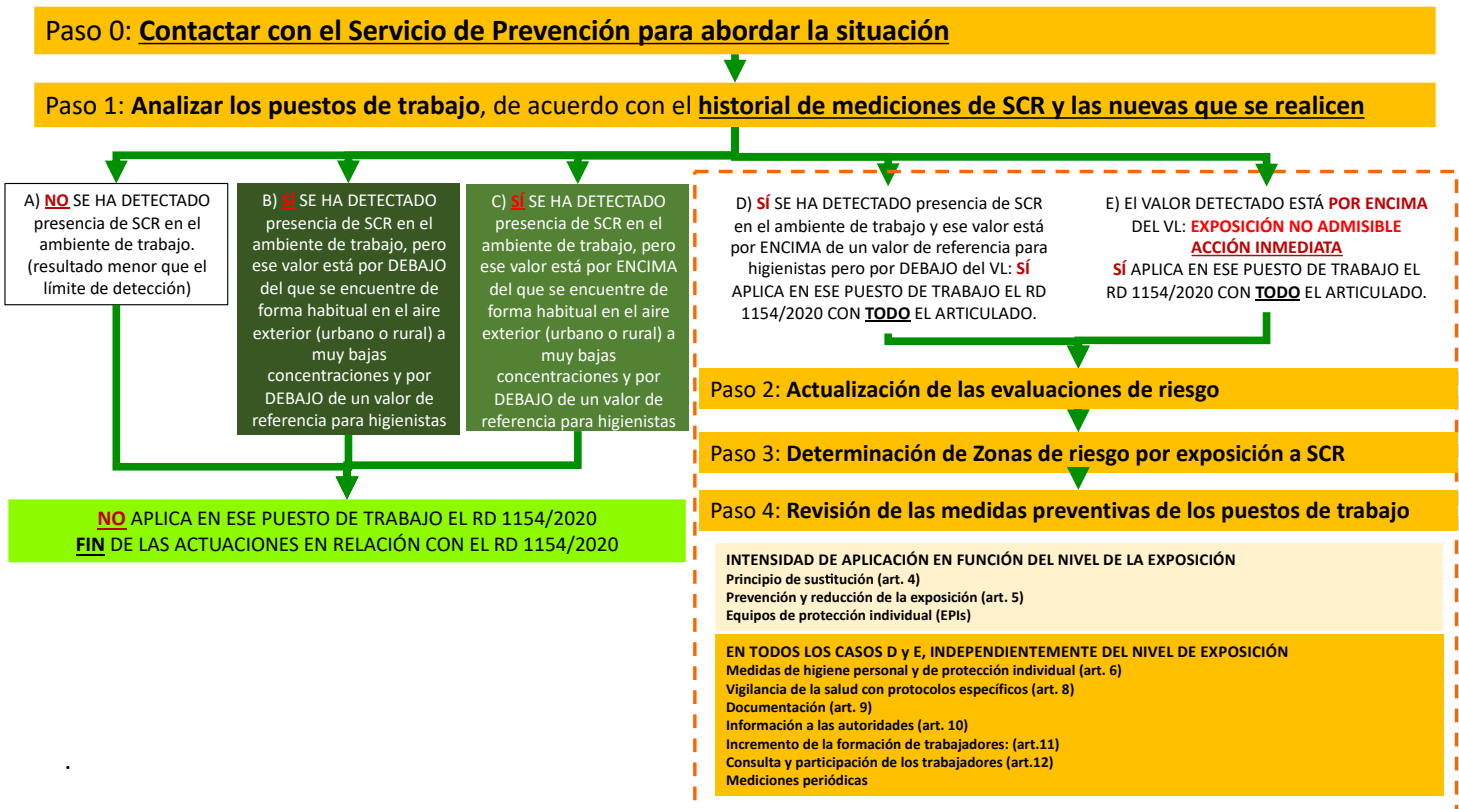 Paso 0: Contactar con el Servicio de Prevención para abordar la situación
Paso 1: Analizar los puestos de trabajo, de acuerdo con el historial de mediciones de SCR y las nuevas que se realicen
A) NO SE HA DETECTADO
presencia de SCR en el
ambiente de trabajo.
(resultado menor que el
límite de detección)
B) SÍ SE HA DETECTADO
presencia de SCR en el
ambiente de trabajo, pero
ese valor está por DEBAJO
del que se encuentre de
forma habitual en el aire
exterior (urbano o rural) a
muy bajas
concentraciones y por
DEBAJO de un valor de
referencia para higienistas
C) SÍ SE HA DETECTADO
presencia de SCR en el
ambiente de trabajo, pero
ese valor está por ENCIMA
del que se encuentre de
forma habitual en el aire
exterior (urbano o rural) a
muy bajas
concentraciones y por
DEBAJO de un valor de
referencia para higienistas
D) SÍ SE HA DETECTADO presencia de SCR
en el ambiente de trabajo y ese valor está
por ENCIMA de un valor de referencia para
higienistas pero por DEBAJO del VL: SÍ
APLICA EN ESE PUESTO DE TRABAJO EL RD
1154/2020 CON TODO EL ARTICULADO.
E) El VALOR DETECTADO ESTÁ POR ENCIMA
DEL VL: EXPOSICIÓN NO ADMISIBLE
ACCIÓN INMEDIATA
SÍ APLICA EN ESE PUESTO DE TRABAJO EL
RD 1154/2020 CON TODO EL ARTICULADO.
NO APLICA EN ESE PUESTO DE TRABAJO EL RD 1154/2020
FIN DE LAS ACTUACIONES EN RELACIÓN CON EL RD 1154/2020
Paso 2: Actualización de las evaluaciones de riesgo
Paso 3: Determinación de Zonas de riesgo por exposición a SCR
Paso 4: Revisión de las medidas preventivas de los puestos de trabajo
INTENSIDAD DE APLICACIÓN EN FUNCIÓN DEL NIVEL DE LA EXPOSICIÓN
Principio de sustitución (art. 4)
Prevención y reducción de la exposición (art. 5)
Equipos de protección individual (EPIs)
EN TODOS LOS CASOS D y E, INDEPENDIENTEMENTE DEL NIVEL DE EXPOSICIÓN
Medidas de higiene personal y de protección individual (art. 6)
Vigilancia de la salud con protocolos específicos (art. 8)
Documentación (art. 9)
Información a las autoridades (art. 10)
Incremento de la formación de trabajadores: (art.11)
Consulta y participación de los trabajadores (art.12)
Mediciones periódicas
.